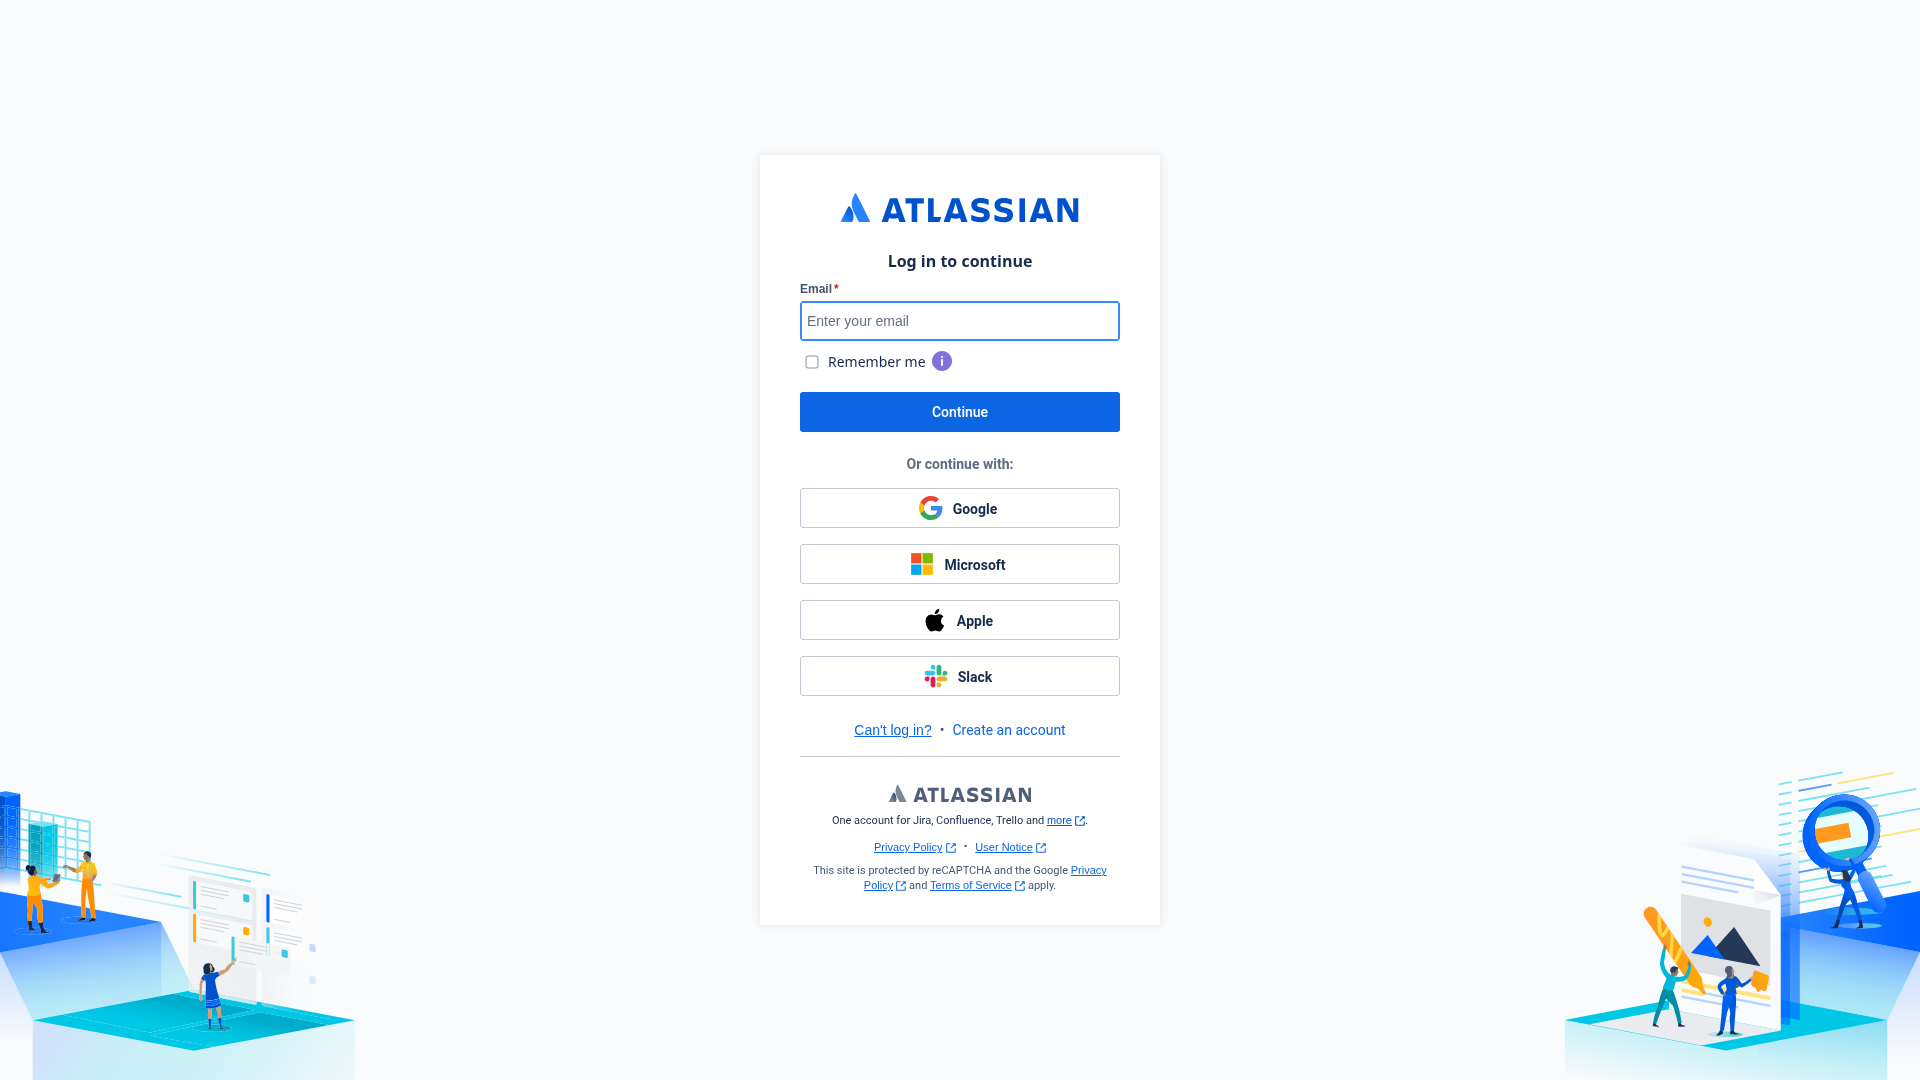 ATLASSIAN
Log in to continue
Email*
Enter your email
Remember me
Continue
Or continue with:
Google
Microsoft
Apple
Slack
Can't log in? • Create an account
ATLASSIAN
One account for Jira, Confluence, Trello and more.
Privacy Policy • User Notice
This site is protected by reCAPTCHA and the Google Privacy
Policy and Terms of Service apply.